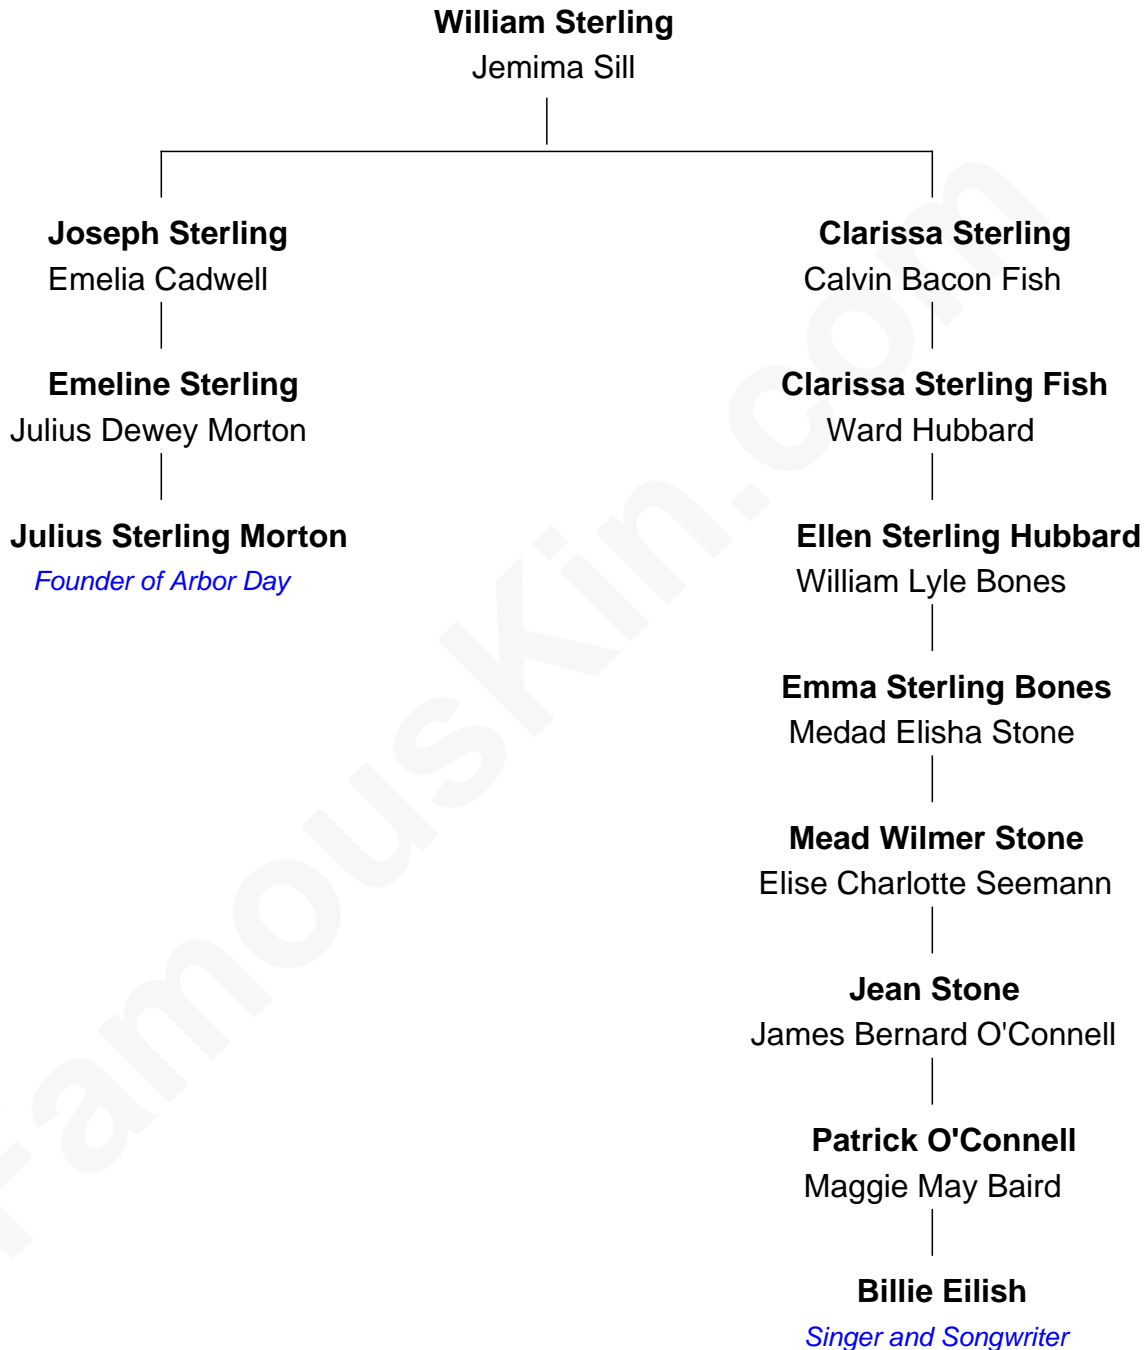 William Sterling
Jemima Sill
Joseph Sterling
Emelia Cadwell
Emeline Sterling
Julius Dewey Morton
Julius Sterling Morton
Founder of Arbor Day
Clarissa Sterling
Calvin Bacon Fish
Clarissa Sterling Fish
Ward Hubbard
Ellen Sterling Hubbard
William Lyle Bones
Emma Sterling Bones
Medad Elisha Stone
Mead Wilmer Stone
Elise Charlotte Seemann
Jean Stone
James Bernard O'Connell
Patrick O'Connell
Maggie May Baird
Billie Eilish
Singer and Songwriter
FamousKin.com